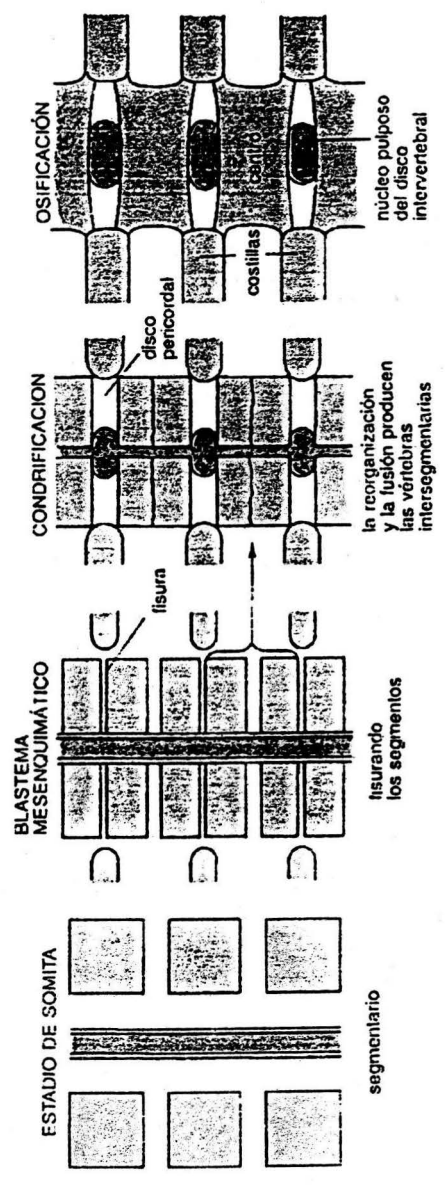 ESTADIO DE SOMITA
segmentario
BLASTEMA
MESENQUIMÁTICO
fisura
fisurando
los segmentos
CONDRIFICACION
disco
pericordal
la reorganización
y la fusión producen
las vértebras
intersegmentarias
OSIFICACIÓN
centro
costillas
núcleo pulposo
del disco
intervertebral